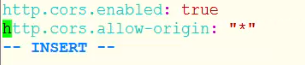 http.cors.enabled: true
http.cors.allow-origin: "*"
-- INSERT --